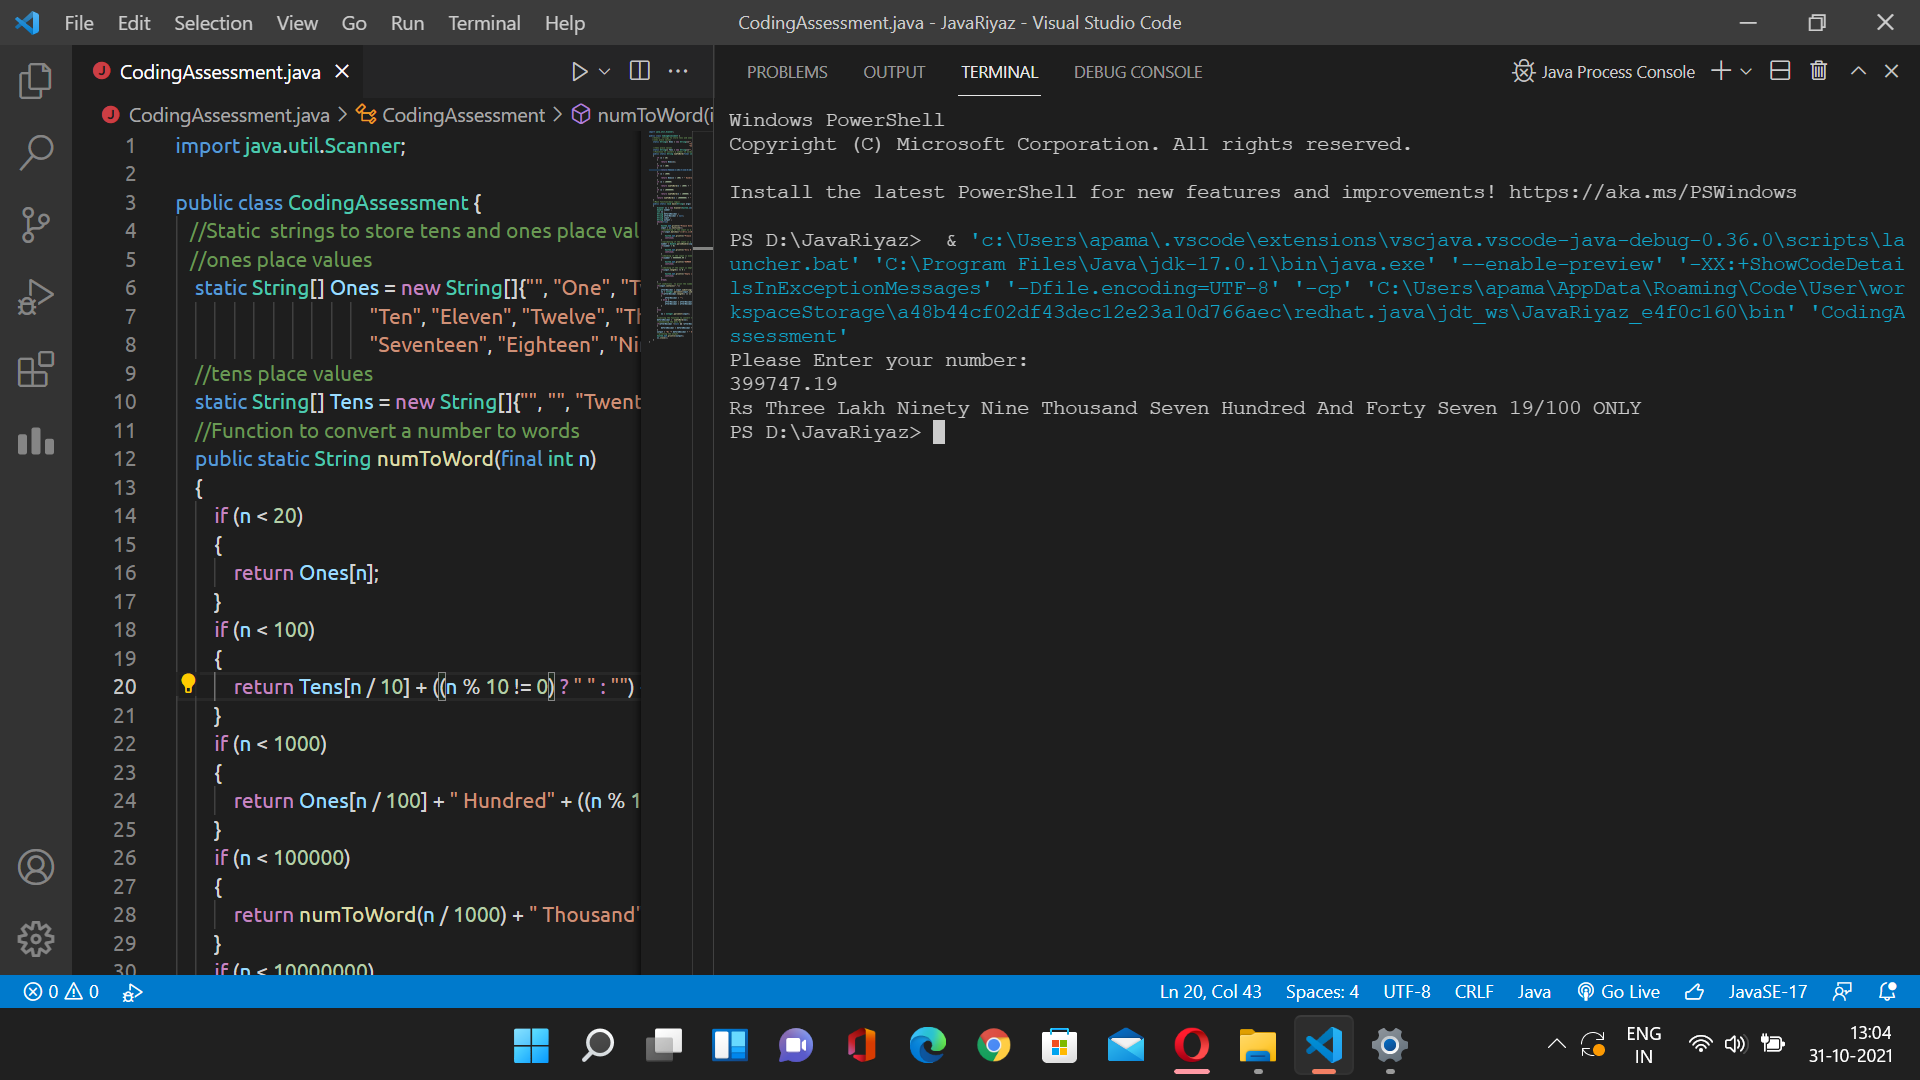 File Edit Selection View Go Run Terminal Help
CodingAssessment.java - JavaRiyaz - Visual Studio Code
CodingAssessment.java
CodingAssessment.java > CodingAssessment > numToWord(i
1 import java.util.Scanner;
2
3 public class CodingAssessment {
4 //Static  strings to store tens and ones place val
5 //ones place values
6 static String[] Ones = new String[]{"", "One", "T
7 "Ten", "Eleven", "Twelve", "Th
8 "Seventeen", "Eighteen", "Nin
9 //tens place values
10 static String[] Tens = new String[]{"", "", "Twent
11 //Function to convert a number to words
12 public static String numToWord(final int n)
13 {
14 if (n < 20)
15 {
16 return Ones[n];
17 }
18 if (n < 100)
19 {
20 return Tens[n / 10] + ((n % 10 != 0) ? " " : "")
21 }
22 if (n < 1000)
23 {
24 return Ones[n / 100] + " Hundred" + ((n % 1
25 }
26 if (n < 100000)
27 {
28 return numToWord(n / 1000) + " Thousand"
29 }
30 if (n < 10000000)
PROBLEMS OUTPUT TERMINAL DEBUG CONSOLE
Java Process Console
Windows PowerShell
Copyright (C) Microsoft Corporation. All rights reserved.
Install the latest PowerShell for new features and improvements! https://aka.ms/PSWindows
PS D:\JavaRiyaz>  & 'c:\Users\apama\.vscode\extensions\vscjava.vscode-java-debug-0.36.0\scripts\la
uncher.bat' 'C:\Program Files\Java\jdk-17.0.1\bin\java.exe' '--enable-preview' '-XX:+ShowCodeDetai
lsInExceptionMessages' '-Dfile.encoding=UTF-8' '-cp' 'C:\Users\apama\AppData\Roaming\Code\User\wor
kspaceStorage\a48b44cf02df43dec12e23a10d766aec\redhat.java\jdt_ws\JavaRiyaz_e4f0c160\bin' 'CodingA
ssessment'
Please Enter your number:
399747.19
Rs Three Lakh Ninety Nine Thousand Seven Hundred And Forty Seven 19/100 ONLY
PS D:\JavaRiyaz>
0 0
Ln 20, Col 43 Spaces: 4 UTF-8 CRLF Java Go Live JavaSE-17
ENG
IN
13:04
31-10-2021